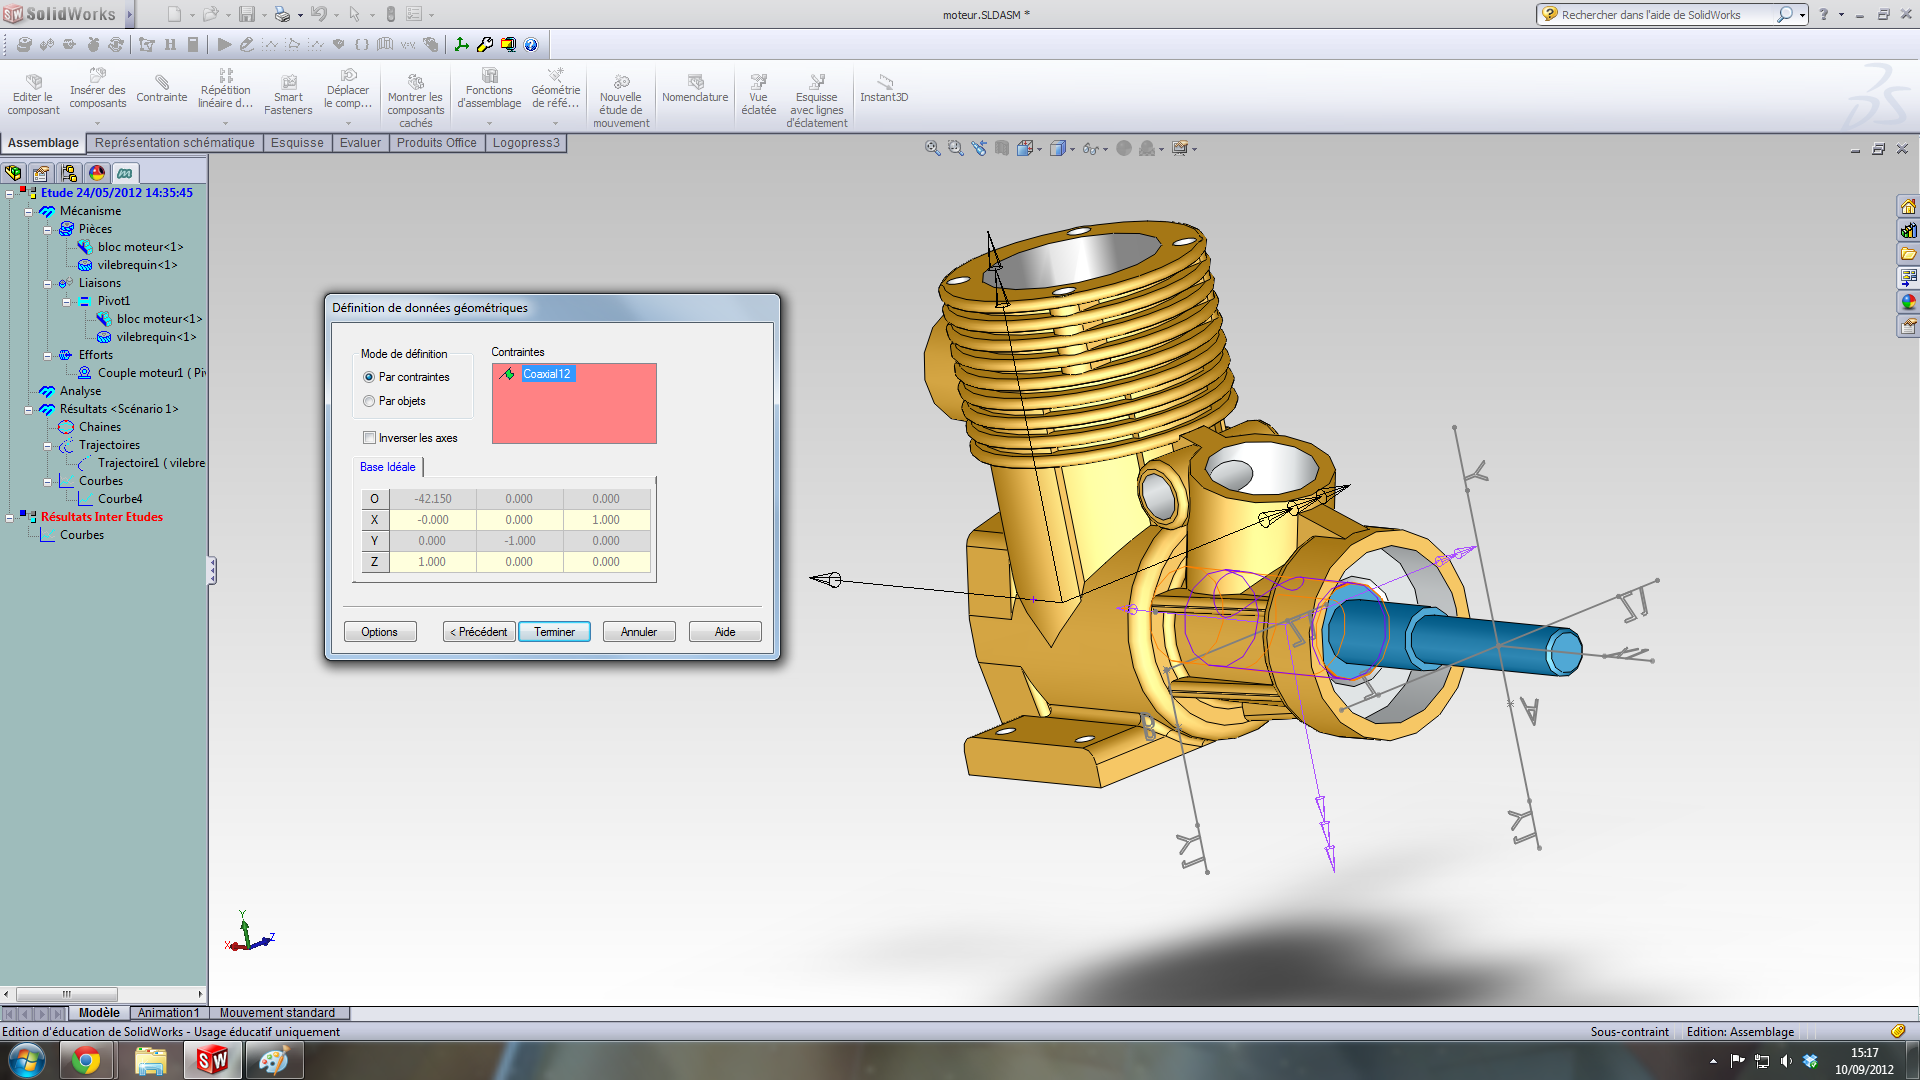 SolidWorks
moteur.SLDASM *
Rechercher dans l'aide de SolidWorks
Editer le composant
Insérer des composants
Contrainte
Répétition linéaire d...
Smart Fasteners
Déplacer le comp...
Montrer les composants cachés
Fonctions d'assemblage
Géométrie de réfé...
Nouvelle étude de mouvement
Nomenclature
Vue éclatée
Esquisse avec lignes d'éclatement
Instant3D
Assemblage
Représentation schématique
Esquisse
Evaluer
Produits Office
Logopress3
Etude 24/05/2012 14:35:45
Mécanisme
Pièces
bloc moteur<1>
vilebrequin<1>
Liaisons
Pivot1
bloc moteur<1>
vilebrequin<1>
Efforts
Couple moteur1 ( Pi
Analyse
Résultats <Scénario 1>
Chaines
Trajectoires
Trajectoire1 ( vilebre
Courbes
Courbe4
Résultats Inter Etudes
Courbes
Définition de données géométriques
Mode de définition
Par contraintes
Par objets
Inverser les axes
Contraintes
Coaxial12
Base Idéale
O -42.150 0.000 0.000
X -0.000 0.000 1.000
Y 0.000 -1.000 0.000
Z 1.000 0.000 0.000
Options
< Précédent
Terminer
Annuler
Aide
Y
X
Z
A
B
Modèle
Animation1
Mouvement standard
Edition d'éducation de SolidWorks - Usage éducatif uniquement
Sous-contraint
Edition: Assemblage
15:17
10/09/2012